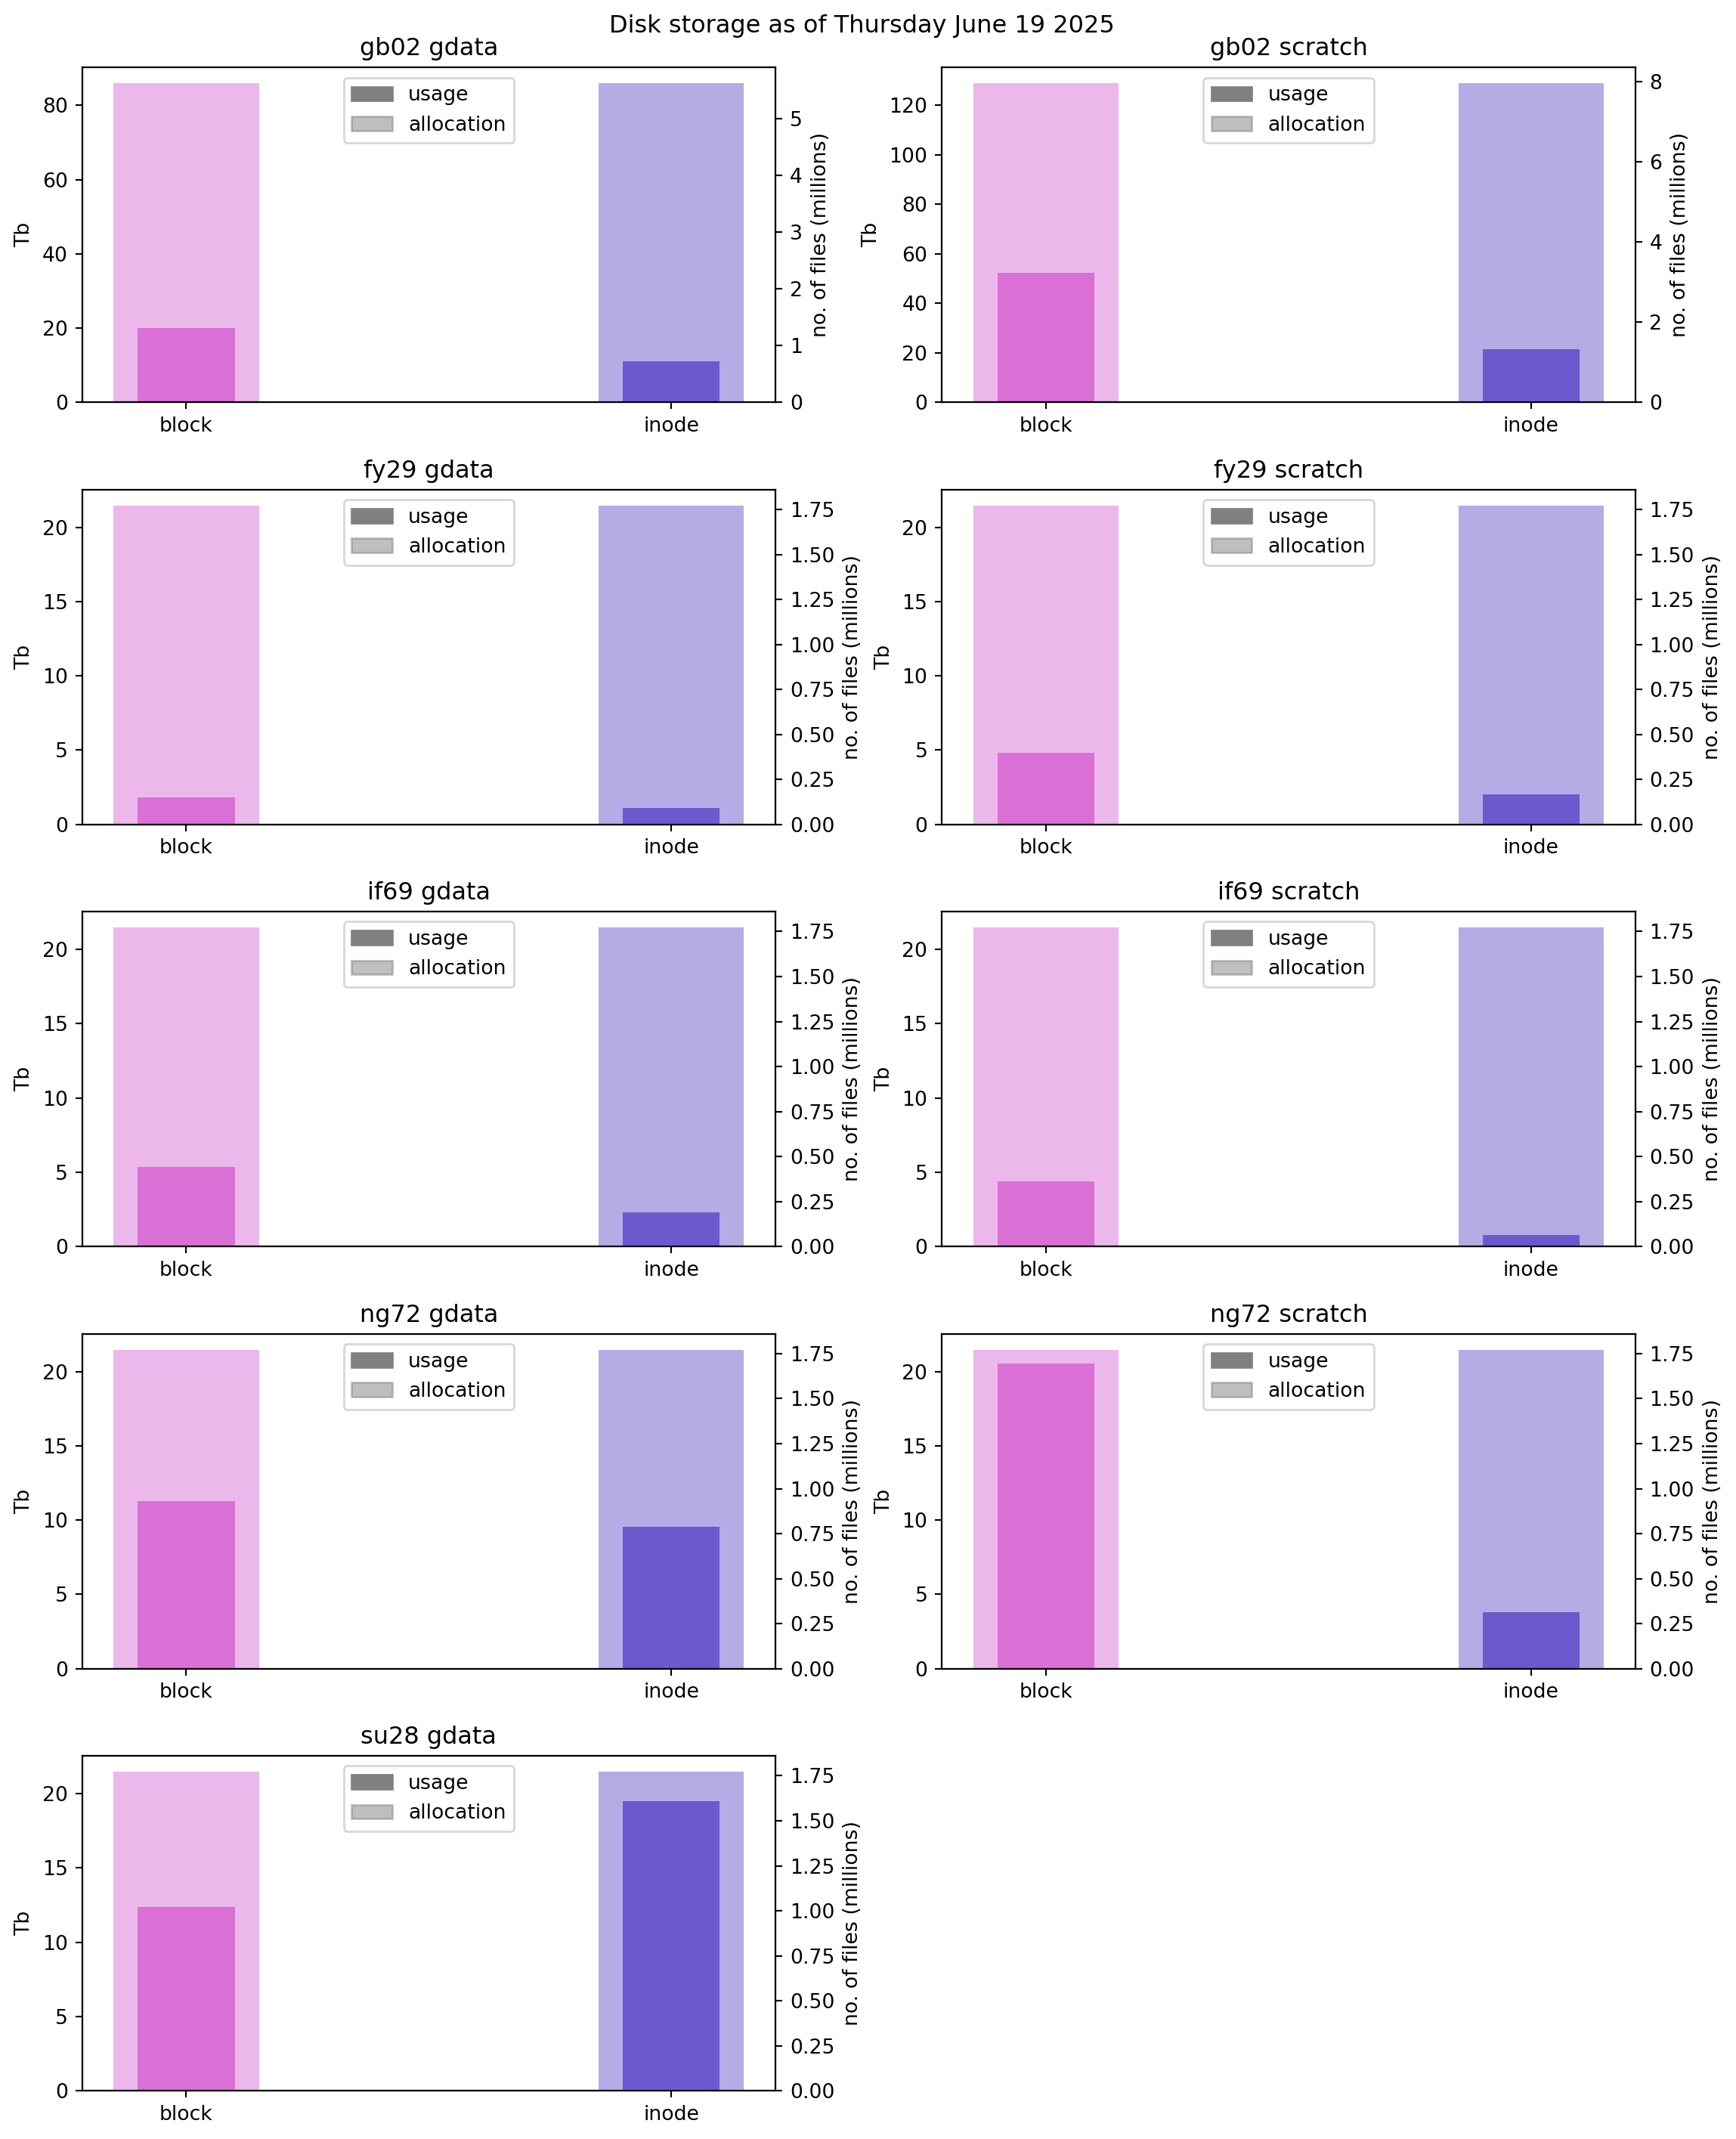 Disk storage as of Thursday June 19 2025
gb02 gdata
usage
allocation
80
60
40
20
0
Tb
5
4
3
2
1
0
no. of files (millions)
block
inode
gb02 scratch
usage
allocation
120
100
80
60
40
20
0
Tb
8
6
4
2
0
no. of files (millions)
block
inode
fy29 gdata
usage
allocation
20
15
10
5
0
Tb
1.75
1.50
1.25
1.00
0.75
0.50
0.25
0.00
no. of files (millions)
block
inode
fy29 scratch
usage
allocation
20
15
10
5
0
Tb
1.75
1.50
1.25
1.00
0.75
0.50
0.25
0.00
no. of files (millions)
block
inode
if69 gdata
usage
allocation
20
15
10
5
0
Tb
1.75
1.50
1.25
1.00
0.75
0.50
0.25
0.00
no. of files (millions)
block
inode
if69 scratch
usage
allocation
20
15
10
5
0
Tb
1.75
1.50
1.25
1.00
0.75
0.50
0.25
0.00
no. of files (millions)
block
inode
ng72 gdata
usage
allocation
20
15
10
5
0
Tb
1.75
1.50
1.25
1.00
0.75
0.50
0.25
0.00
no. of files (millions)
block
inode
ng72 scratch
usage
allocation
20
15
10
5
0
Tb
1.75
1.50
1.25
1.00
0.75
0.50
0.25
0.00
no. of files (millions)
block
inode
su28 gdata
usage
allocation
20
15
10
5
0
Tb
1.75
1.50
1.25
1.00
0.75
0.50
0.25
0.00
no. of files (millions)
block
inode